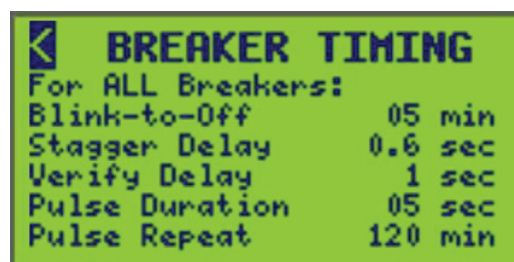 < BREAKER TIMING
For ALL Breakers:
Blink-to-Off 05 min
Stagger Delay 0.6 sec
Verify Delay 1 sec
Pulse Duration 05 sec
Pulse Repeat 120 min